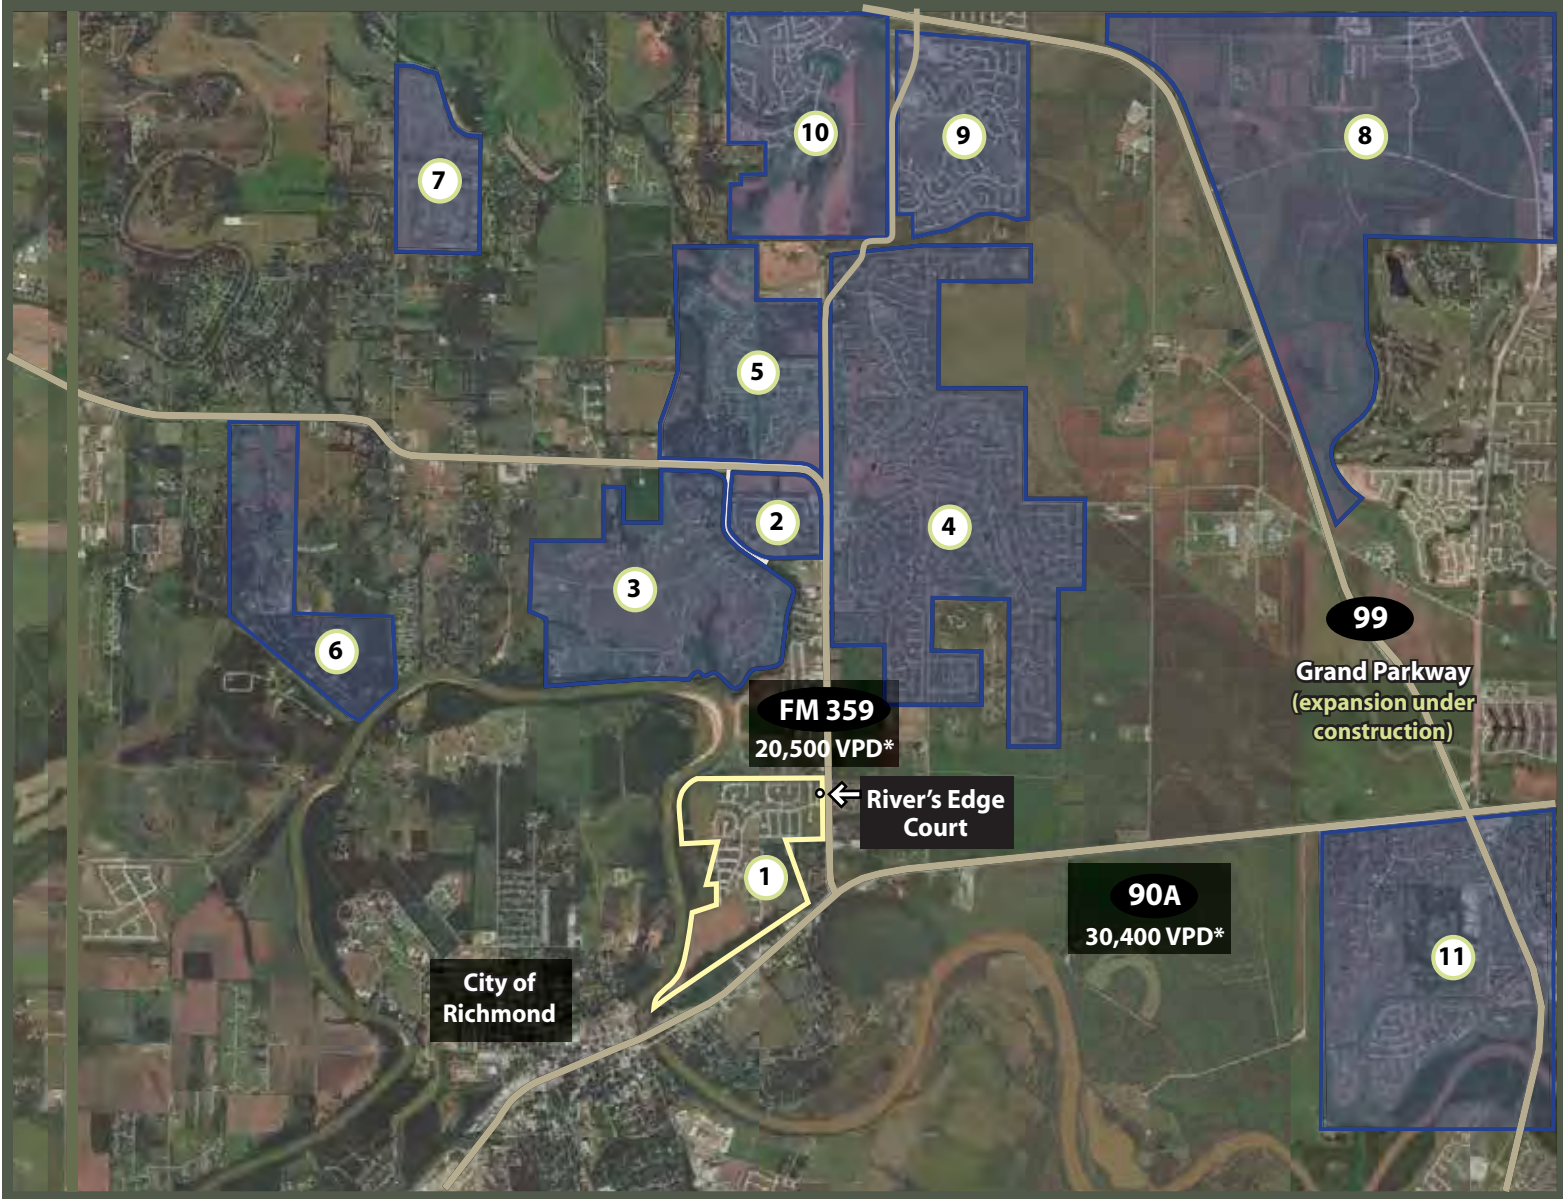 10
9
8
7
5
2
4
3
6
99
Grand Parkway
(expansion under
construction)
FM 359
20,500 VPD*
River's Edge
Court
1
90A
30,400 VPD*
11
City of
Richmond